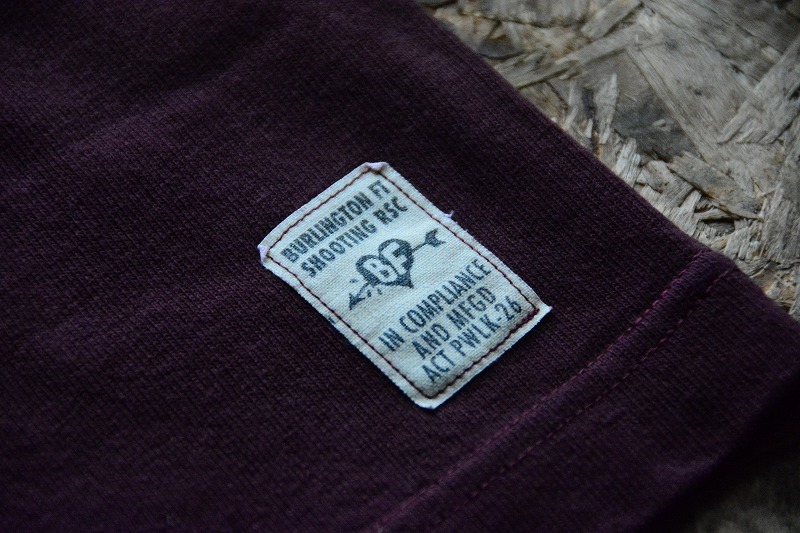 BURLINGTON FT
SHOOTING RSC
BF
IN COMPLIANCE
AND MFGD
ACT PWLK-26